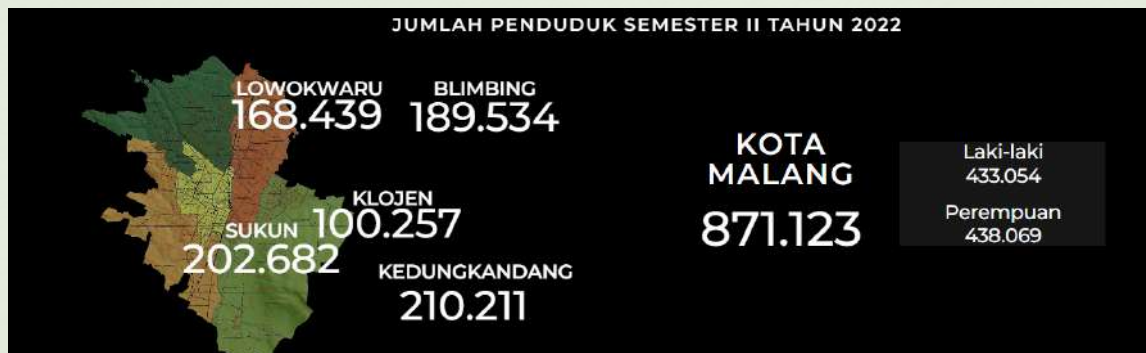 JUMLAH PENDUDUK SEMESTER II TAHUN 2022
LOWOKWARU
168.439
BLIMBING
189.534
KLOJEN
100.257
SUKUN
202.682
KEDUNGKANDANG
210.211
KOTA
MALANG
871.123
Laki-laki
433.054
Perempuan
438.069